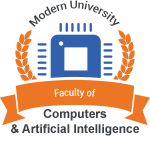 Modern University
Faculty of
Computers
& Artificial Intelligence